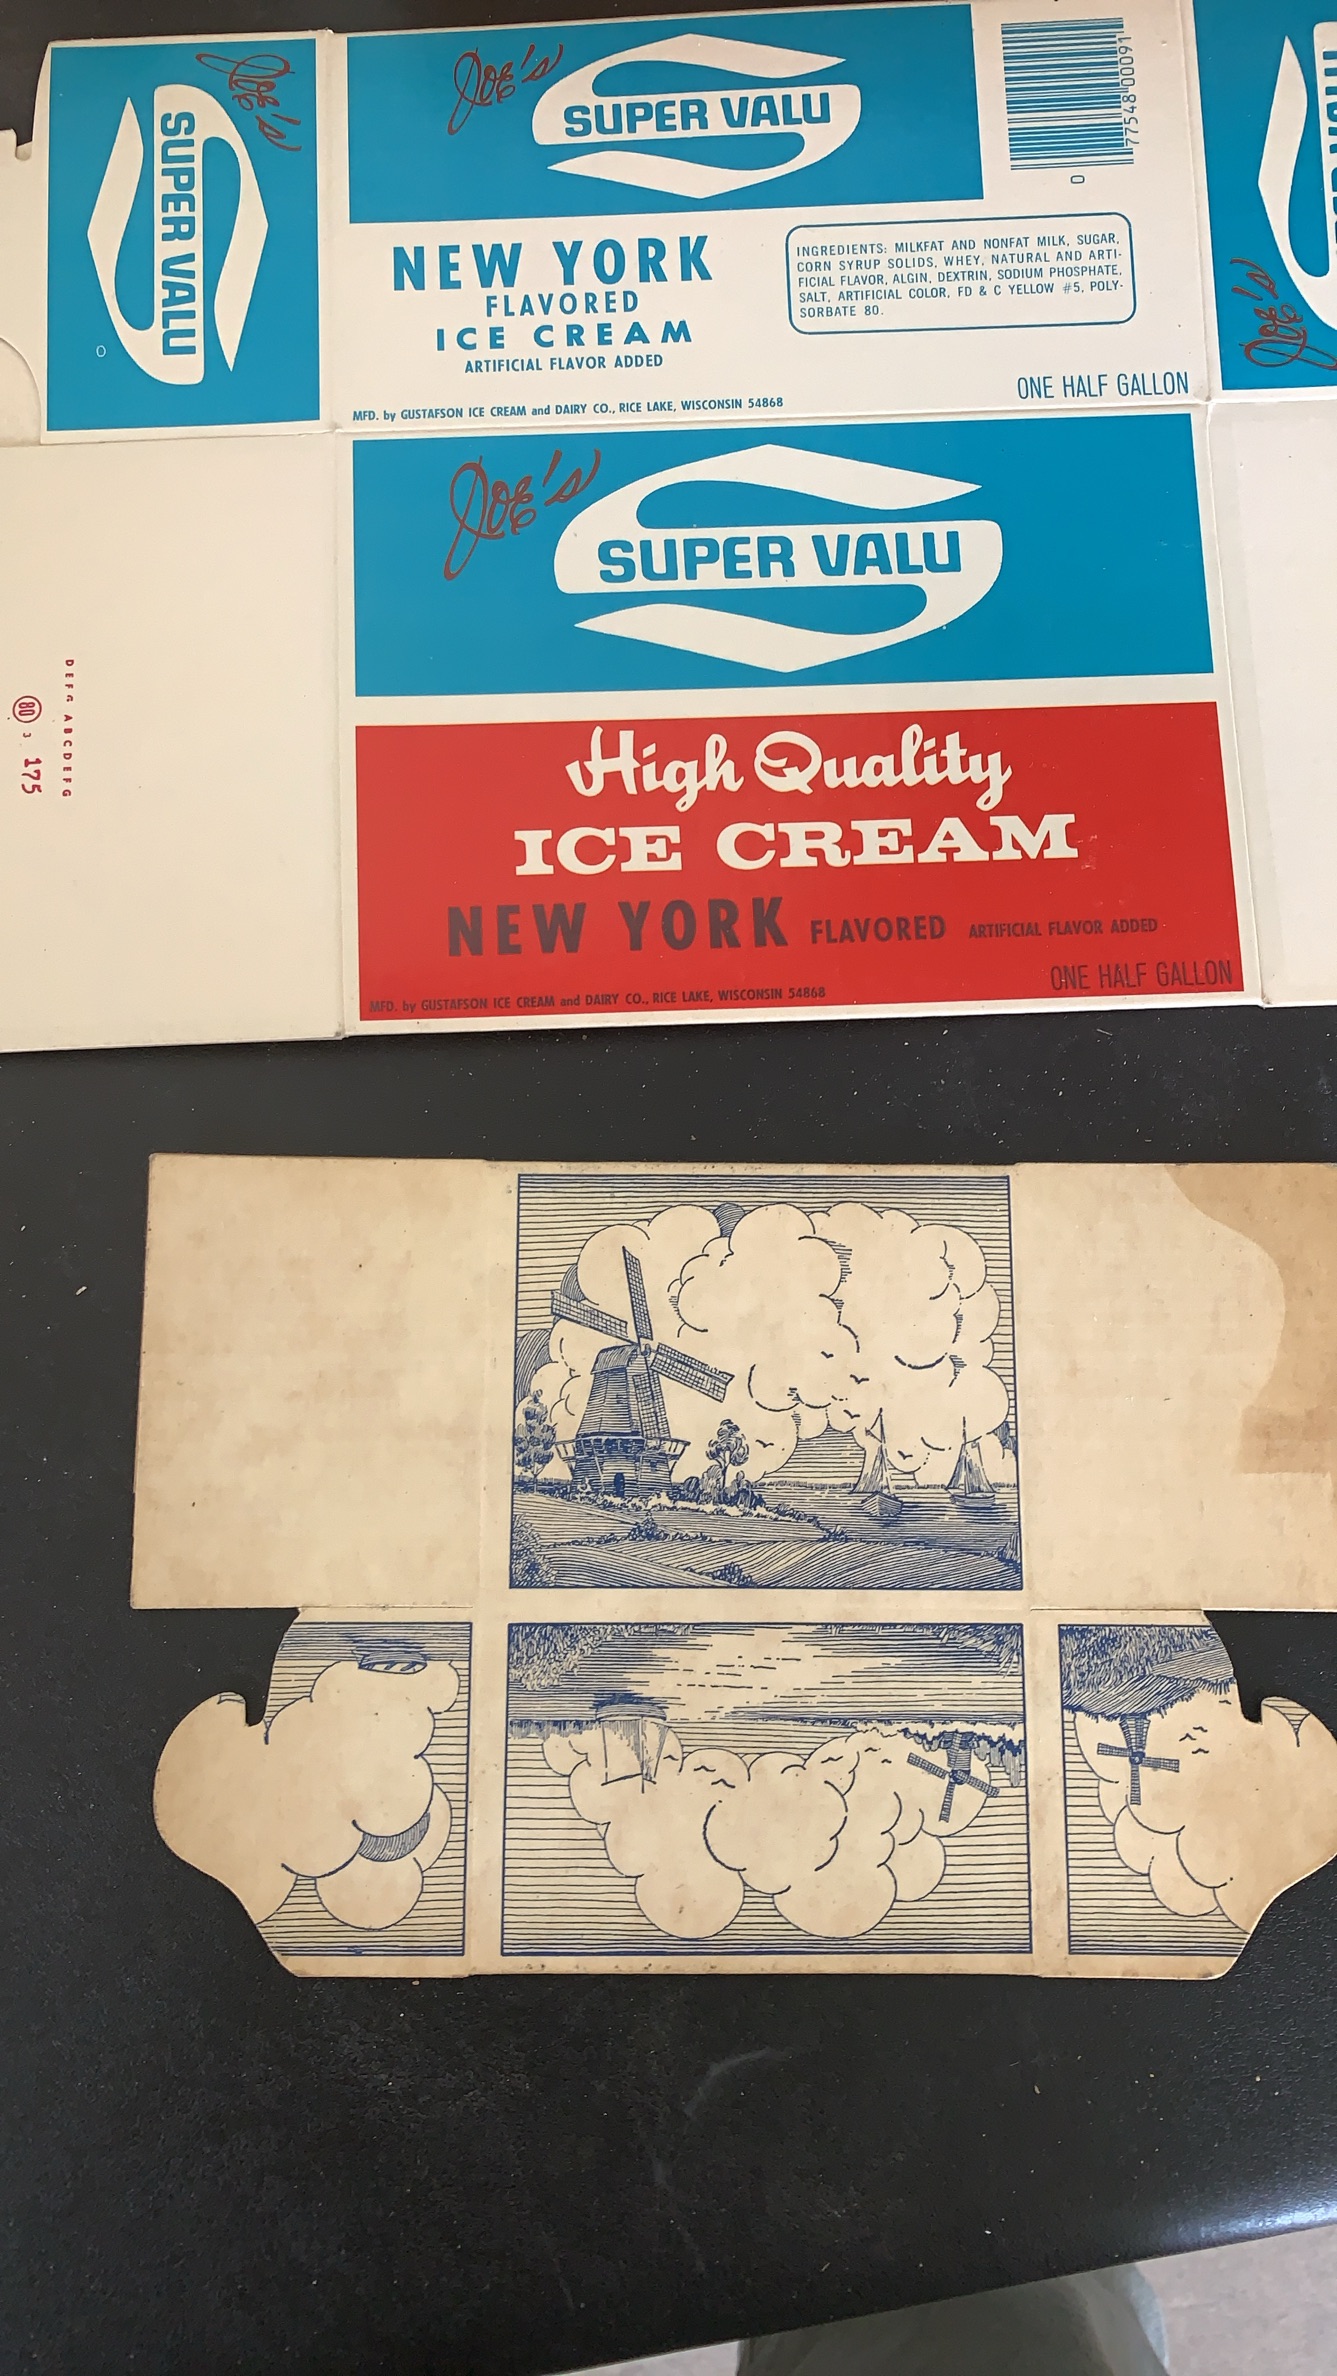 Joe's
SUPER VALU
Joe's
SUPER VALU
0
77548 00091
0
NEW YORK
FLAVORED
ICE CREAM
ARTIFICIAL FLAVOR ADDED
INGREDIENTS: MILKFAT AND NONFAT MILK, SUGAR,
CORN SYRUP SOLIDS, WHEY, NATURAL AND ARTI-
FICIAL FLAVOR, ALGIN, DEXTRIN, SODIUM PHOSPHATE,
SALT, ARTIFICIAL COLOR, FD & C YELLOW #5, POLY-
SORBATE 80.
MFD. by GUSTAFSON ICE CREAM and DAIRY CO., RICE LAKE, WISCONSIN 54868
ONE HALF GALLON
Joe's
Joe's
SUPER VALU
High Quality
ICE CREAM
NEW YORK FLAVORED ARTIFICIAL FLAVOR ADDED
ONE HALF GALLON
MFD. by GUSTAFSON ICE CREAM and DAIRY CO., RICE LAKE, WISCONSIN 54868
DEFG ABCDEFG
80 3 175